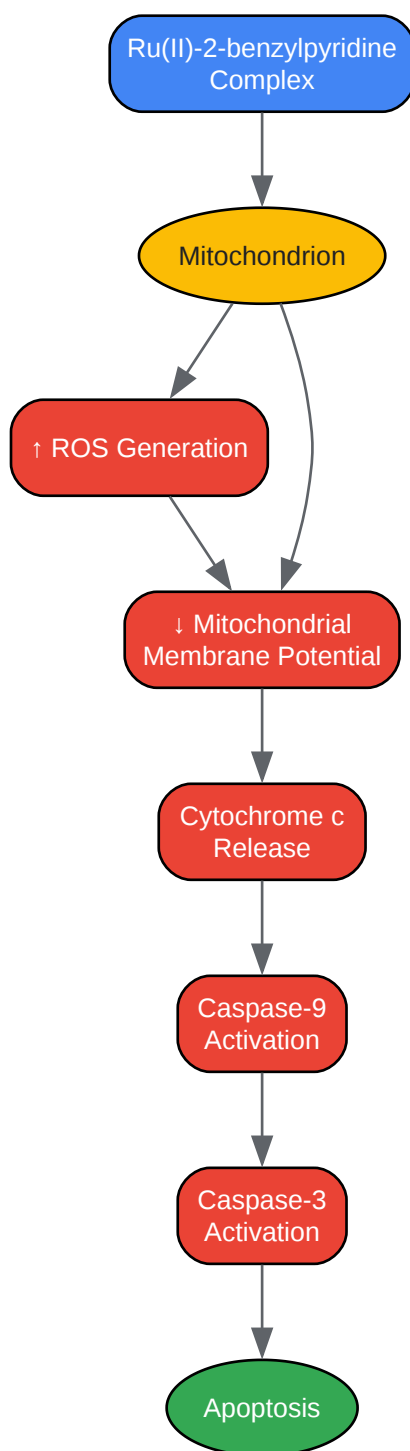 Ru(II)-2-benzylpyridine
Complex
Mitochondrion
↑ ROS Generation
↓ Mitochondrial
Membrane Potential
Cytochrome c
Release
Caspase-9
Activation
Caspase-3
Activation
Apoptosis